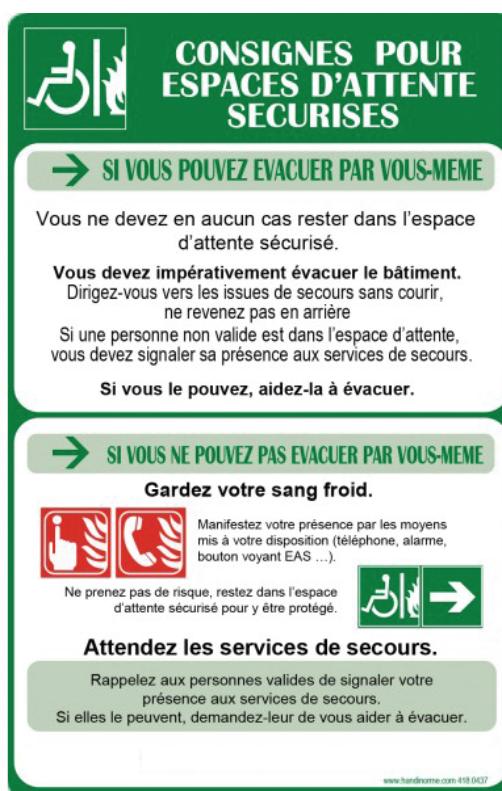 CONSIGNES POUR
ESPACES D'ATTENTE
SECURISES
SI VOUS POUVEZ EVACUER PAR VOUS-MEME
Vous ne devez en aucun cas rester dans l'espace
d'attente sécurisé.
Vous devez impérativement évacuer le bâtiment.
Dirigez-vous vers les issues de secours sans courir,
ne revenez pas en arrière
Si une personne non valide est dans l'espace d'attente,
vous devez signaler sa présence aux services de secours.
Si vous le pouvez, aidez-la à évacuer.
SI VOUS NE POUVEZ PAS EVACUER PAR VOUS-MEME
Gardez votre sang froid.
Manifestez votre présence par les moyens
mis à votre disposition (téléphone, alarme,
bouton voyant EAS ...).
Ne prenez pas de risque, restez dans l'espace
d'attente sécurisé pour y être protégé.
Attendez les services de secours.
Rappelez aux personnes valides de signaler votre
présence aux services de secours.
Si elles le peuvent, demandez-leur de vous aider à évacuer.
www.handinorme.com 418.0437